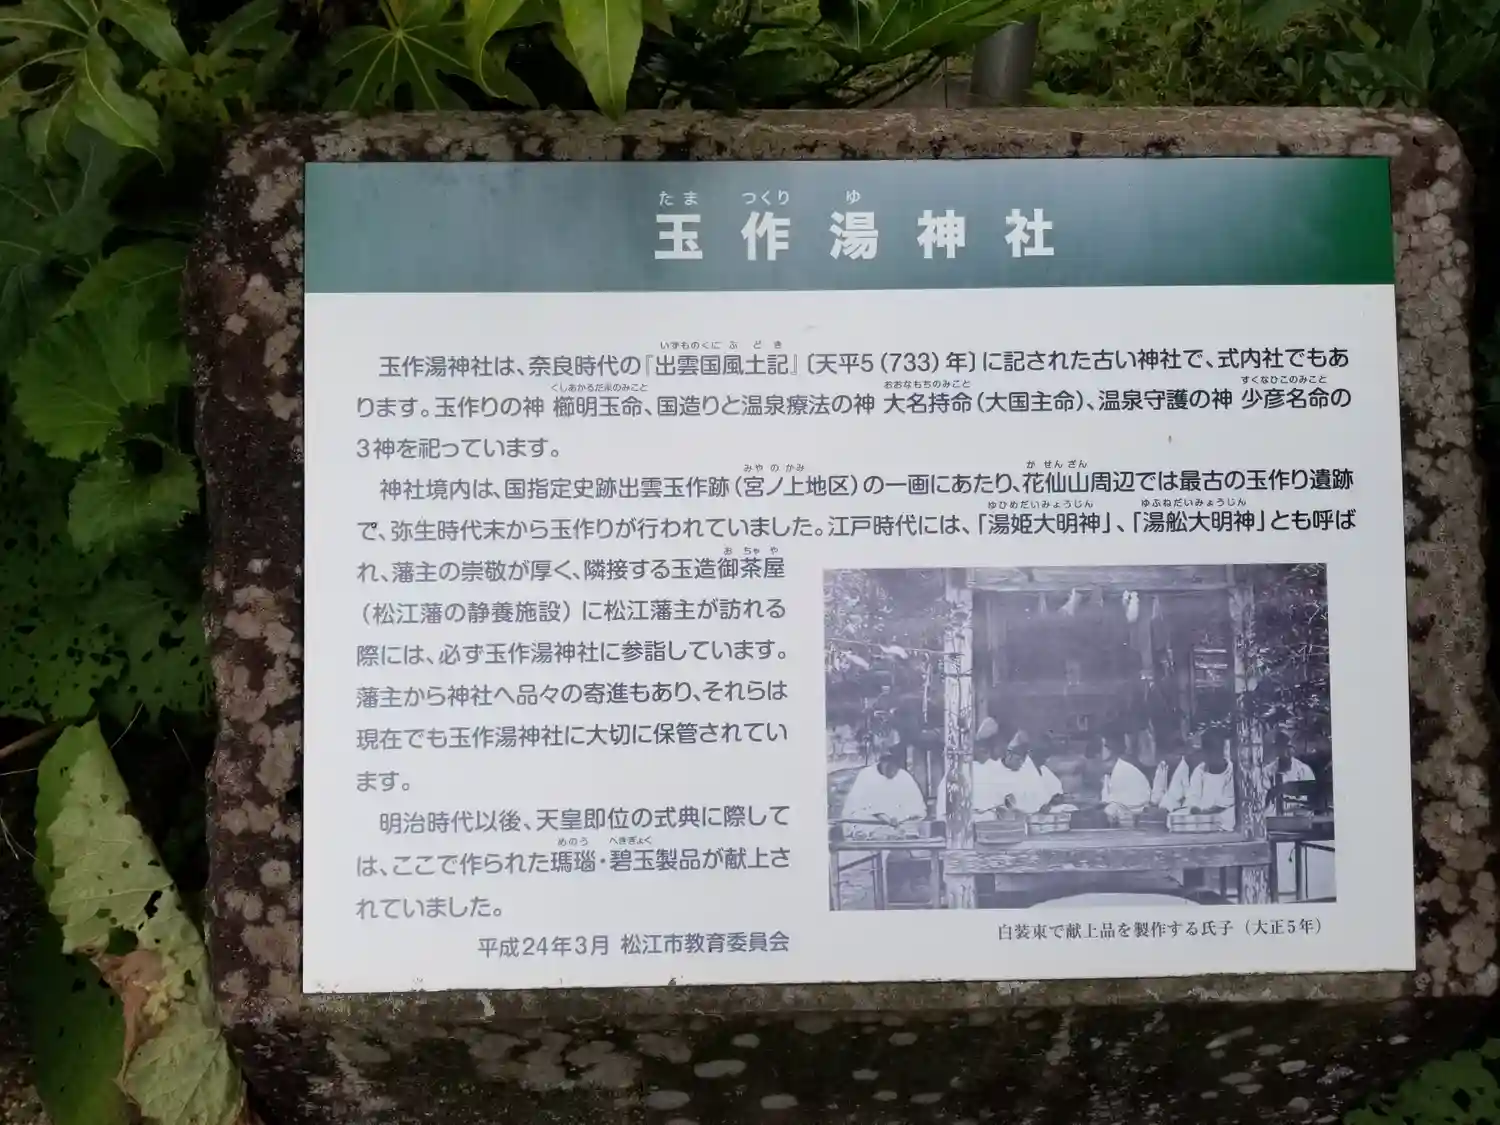 たま つくり ゆ
玉作湯神社
いずものくに ふ ど き
玉作湯神社は、奈良時代の『出雲国風土記』〔天平5(733)年〕に記された古い神社で、式内社でもあ
くしあかるだまのみこと おおなもちのみこと すくなひこのみこと
ります。玉作りの神 櫛明玉命、国造りと温泉療法の神 大名持命(大国主命)、温泉守護の神 少彦名命の
3神を祀っています。
みや の かみ か せん ざん
神社境内は、国指定史跡出雲玉作跡(宮ノ上地区)の一画にあたり、花仙山周辺では最古の玉作り遺跡
ゆひめだいみょうじん ゆふねだいみょうじん
で、弥生時代末から玉作りが行われていました。江戸時代には、「湯姫大明神」、「湯舩大明神」とも呼ば
お ちゃ や
れ、藩主の崇敬が厚く、隣接する玉造御茶屋
(松江藩の静養施設)に松江藩主が訪れる
際には、必ず玉作湯神社に参詣しています。
藩主から神社へ品々の寄進もあり、それらは
現在でも玉作湯神社に大切に保管されてい
ます。
明治時代以後、天皇即位の式典に際して
めのう へきぎょく
は、ここで作られた瑪瑙・碧玉製品が献上さ
れていました。
平成24年3月 松江市教育委員会
白装束で献上品を製作する氏子(大正5年)